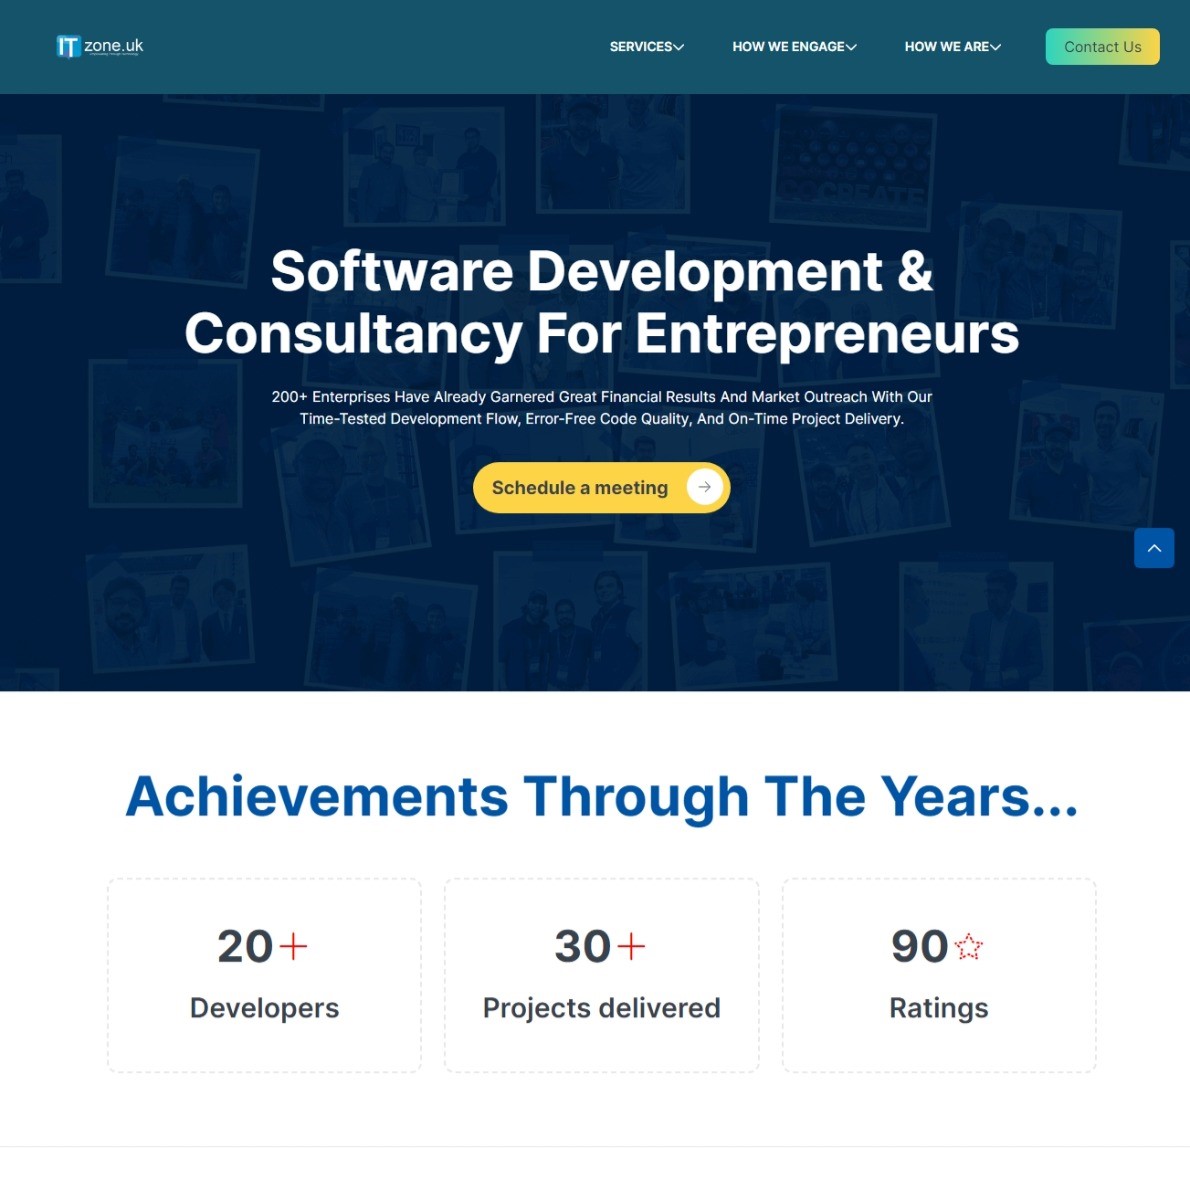 IT zone.uk
SERVICES
HOW WE ENGAGE
HOW WE ARE
Contact Us
COCREATE
Software Development &
Consultancy For Entrepreneurs
200+ Enterprises Have Already Garnered Great Financial Results And Market Outreach With Our
Time-Tested Development Flow, Error-Free Code Quality, And On-Time Project Delivery.
Schedule a meeting
Achievements Through The Years...
20+
Developers
30+
Projects delivered
90
Ratings